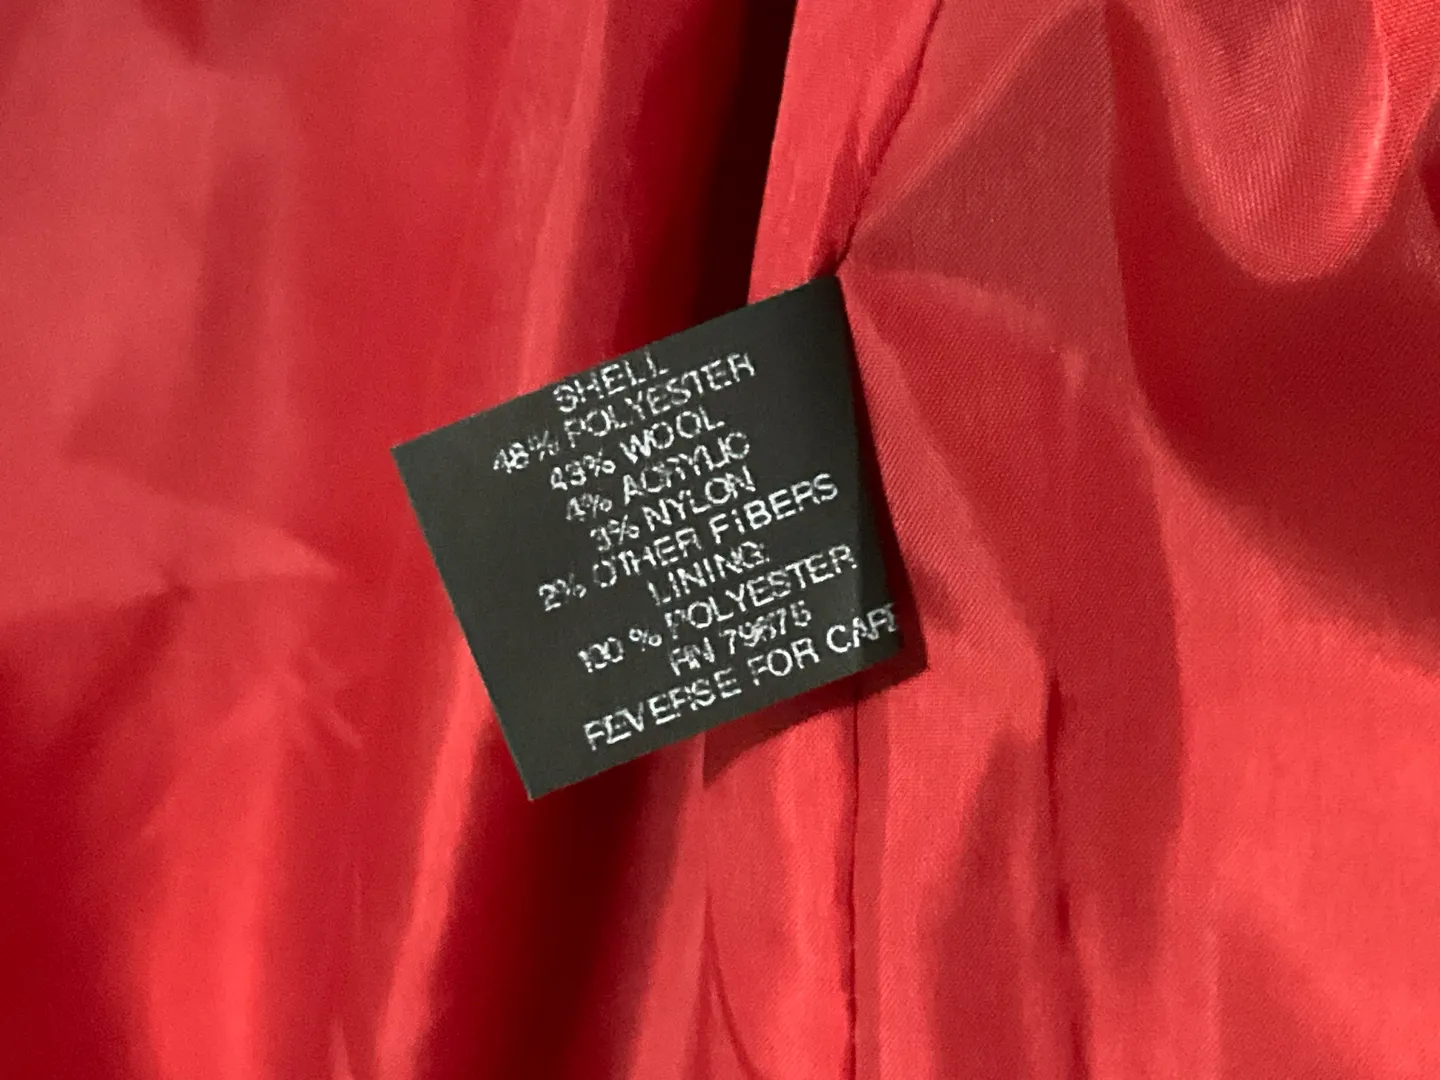 SHELL
48% POLYESTER
43% WOOL
4% ACRYLIC
3% NYLON
2% OTHER FIBERS
LINING:
100 % POLYESTER
RN 79675
REVERSE FOR CARE